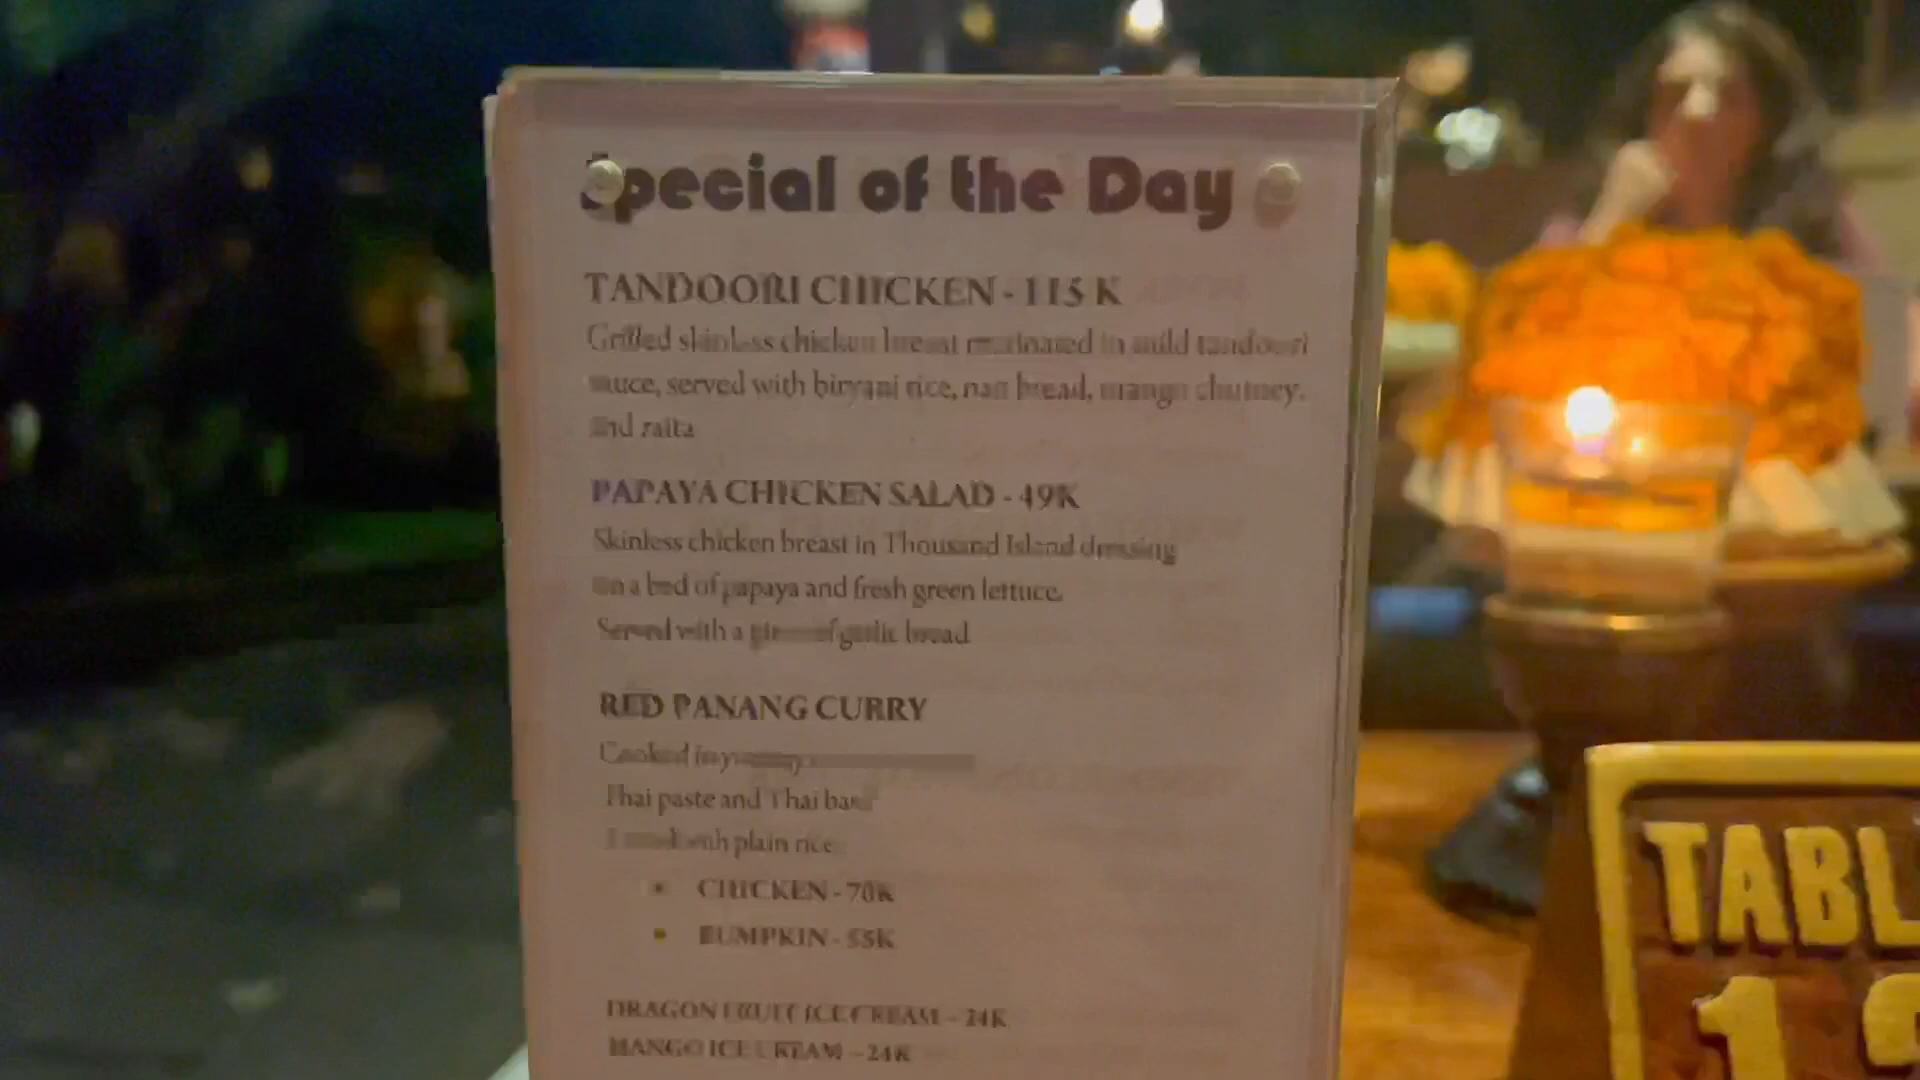 Special of the Day
TANDOORI CHICKEN - 115 K
Grilled skinless chicken breast marinated in mild tandoori
sauce, served with biryani rice, nan bread, mango chutney.
and raita
PAPAYA CHICKEN SALAD - 49K
Skinless chicken breast in Thousand Island dressing
on a bed of papaya and fresh green lettuce.
Served with a of garlic bread
RED PANANG CURRY
Cooked in
Thai paste and Thai basil
with plain rice
CHICKEN - 70K
PUMPKIN - 55K
DRAGON FRUIT ICE CREAM - 24K
MANGO ICE CREAM - 24K
TABL
1